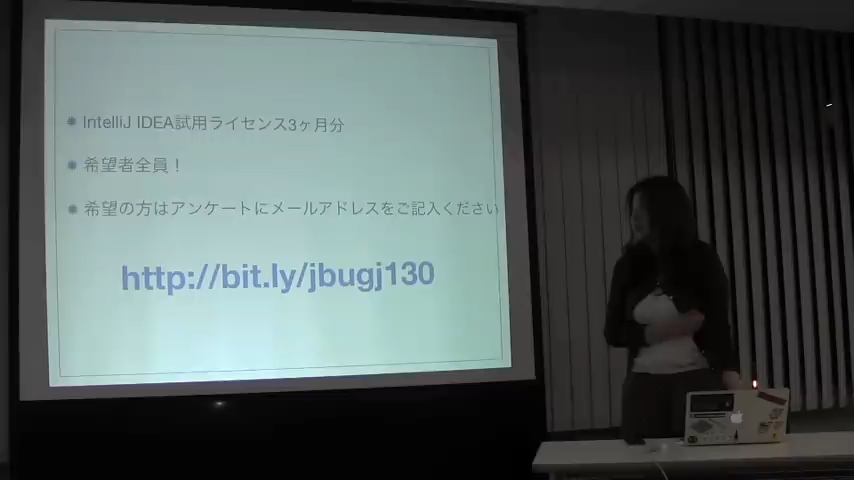 IntelliJ IDEA試用ライセンス3ヶ月分
希望者全員！
希望の方はアンケートにメールアドレスをご記入ください
http://bit.ly/jbugj130